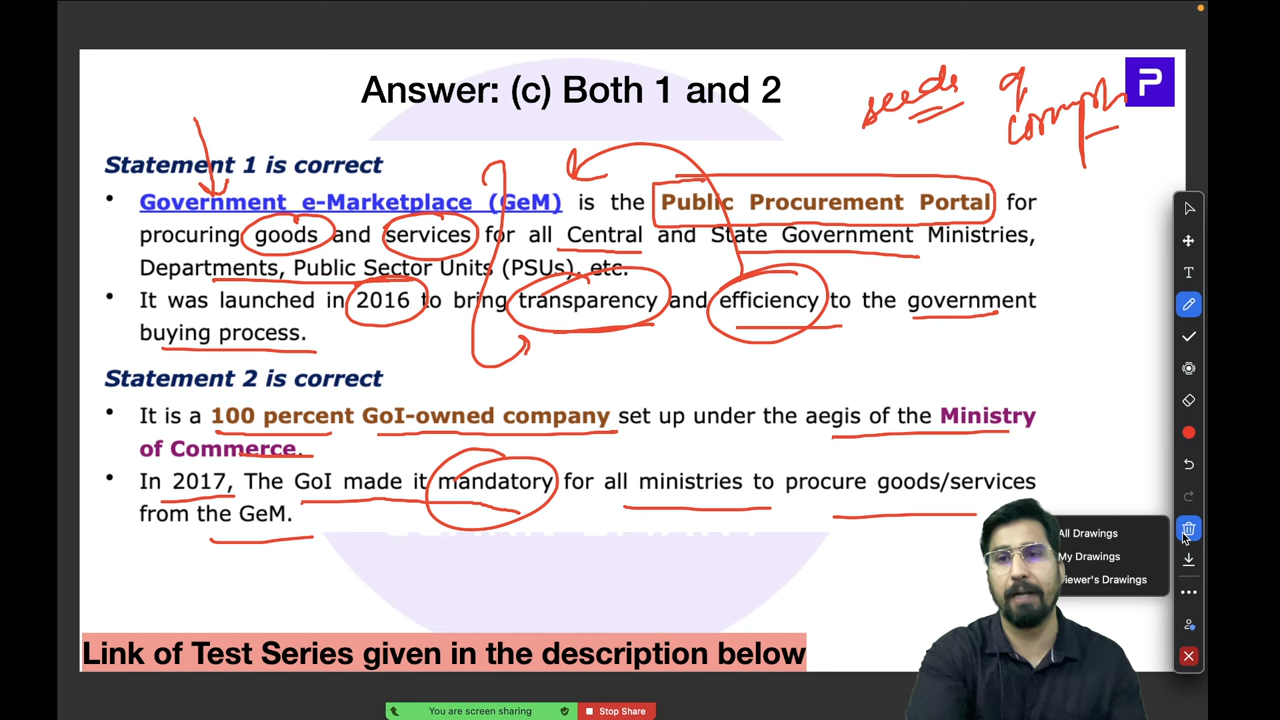 Answer: (c) Both 1 and 2
seeds of
P
Statement 1 is correct
• Government e-Marketplace (GeM) is the Public Procurement Portal for
procuring goods and services for all Central and State Government Ministries,
Departments, Public Sector Units (PSUs), etc.
• It was launched in 2016 to bring transparency and efficiency to the government
buying process.
Statement 2 is correct
• It is a 100 percent GoI-owned company set up under the aegis of the Ministry
of Commerce.
• In 2017, The GoI made it mandatory for all ministries to procure goods/services
from the GeM.
All Drawings
My Drawings
Viewer's Drawings
Link of Test Series given in the description below
You are screen sharing
Stop Share